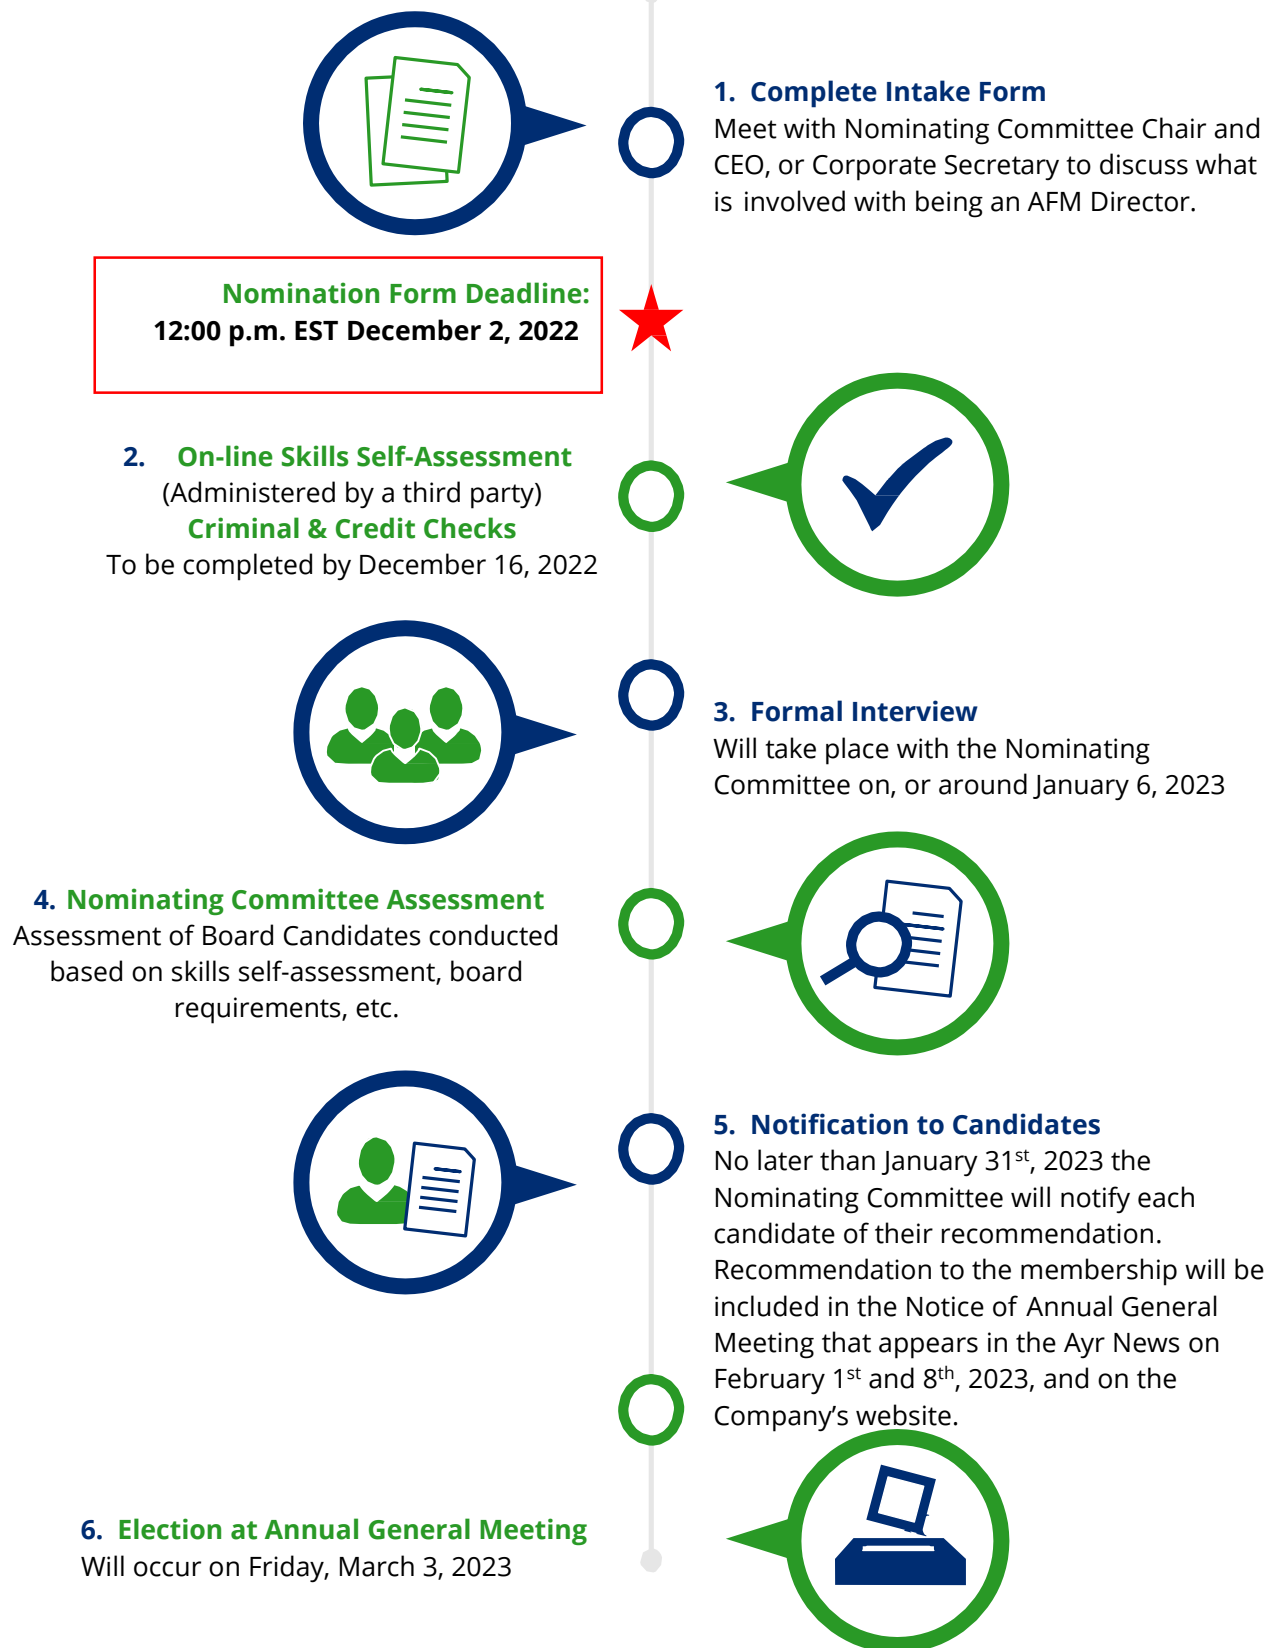 1. Complete Intake Form
Meet with Nominating Committee Chair and
CEO, or Corporate Secretary to discuss what
is involved with being an AFM Director.
Nomination Form Deadline:
12:00 p.m. EST December 2, 2022
2. On-line Skills Self-Assessment
(Administered by a third party)
Criminal & Credit Checks
To be completed by December 16, 2022
3. Formal Interview
Will take place with the Nominating
Committee on, or around January 6, 2023
4. Nominating Committee Assessment
Assessment of Board Candidates conducted
based on skills self-assessment, board
requirements, etc.
5. Notification to Candidates
No later than January 31st, 2023 the
Nominating Committee will notify each
candidate of their recommendation.
Recommendation to the membership will be
included in the Notice of Annual General
Meeting that appears in the Ayr News on
February 1st and 8th, 2023, and on the
Company’s website.
6. Election at Annual General Meeting
Will occur on Friday, March 3, 2023